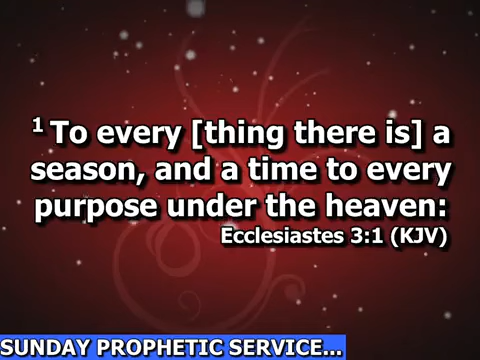 1 To every [thing there is] a
season, and a time to every
purpose under the heaven:
Ecclesiastes 3:1 (KJV)
SUNDAY PROPHETIC SERVICE...